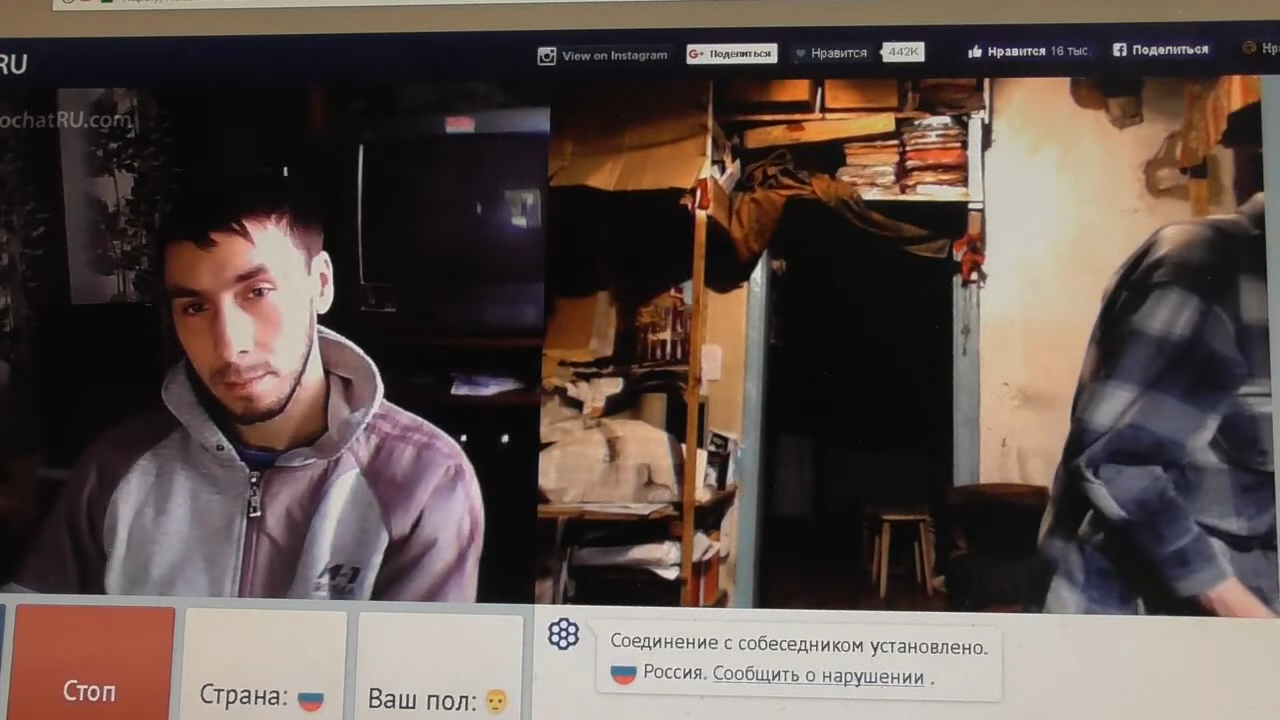 RU
View on Instagram
G+ Поделиться
Нравится
442K
Нравится 16 тыс.
Поделиться
ochatRU.com
Соединение с собеседником установлено.
Россия. Сообщить о нарушении .
Стоп
Страна:
Ваш пол: